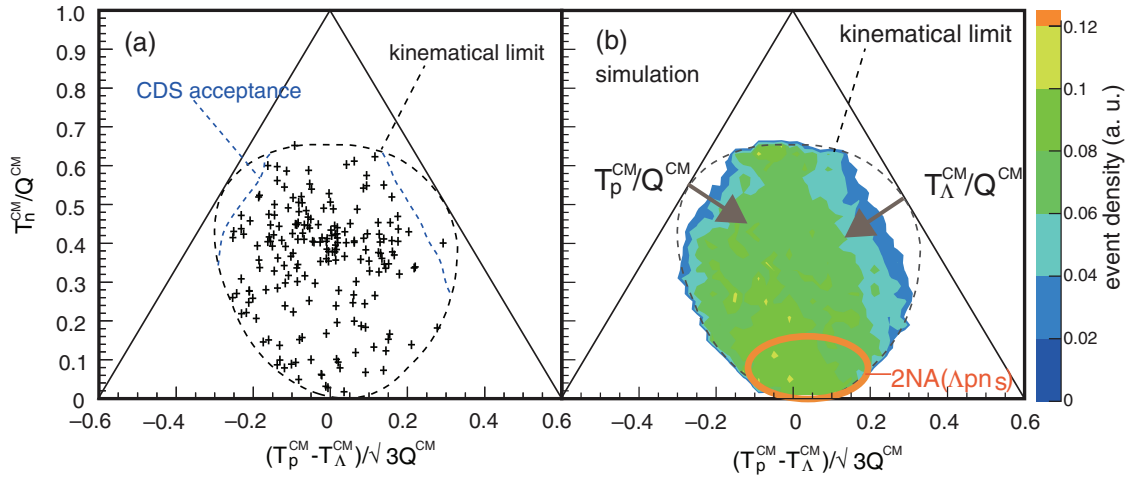 (a)
kinematical limit
CDS acceptance
T_n^CM/Q^CM
1.0
0.9
0.8
0.7
0.6
0.5
0.4
0.3
0.2
0.1
0
−0.6
−0.4
−0.2
0
0.2
0.4
(T_p^CM-T_Λ^CM)/√ 3Q^CM
(b)
kinematical limit
simulation
T_p^CM/Q^CM
T_Λ^CM/Q^CM
2NA(Λpn_s)
−0.6
−0.4
−0.2
0.0
0.2
0.4
0.6
(T_p^CM-T_Λ^CM)/√ 3Q^CM
0.12
0.1
0.08
0.06
0.04
0.02
0
event density (a. u.)